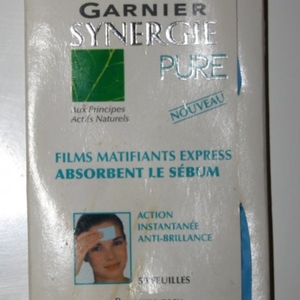 GARNIER
SYNERGIE
PURE
Aux Principes
Actifs Naturels
NOUVEAU
FILMS MATIFIANTS EXPRESS
ABSORBENT LE SÉBUM
ACTION
INSTANTANÉE
ANTI-BRILLANCE
FEUILLES